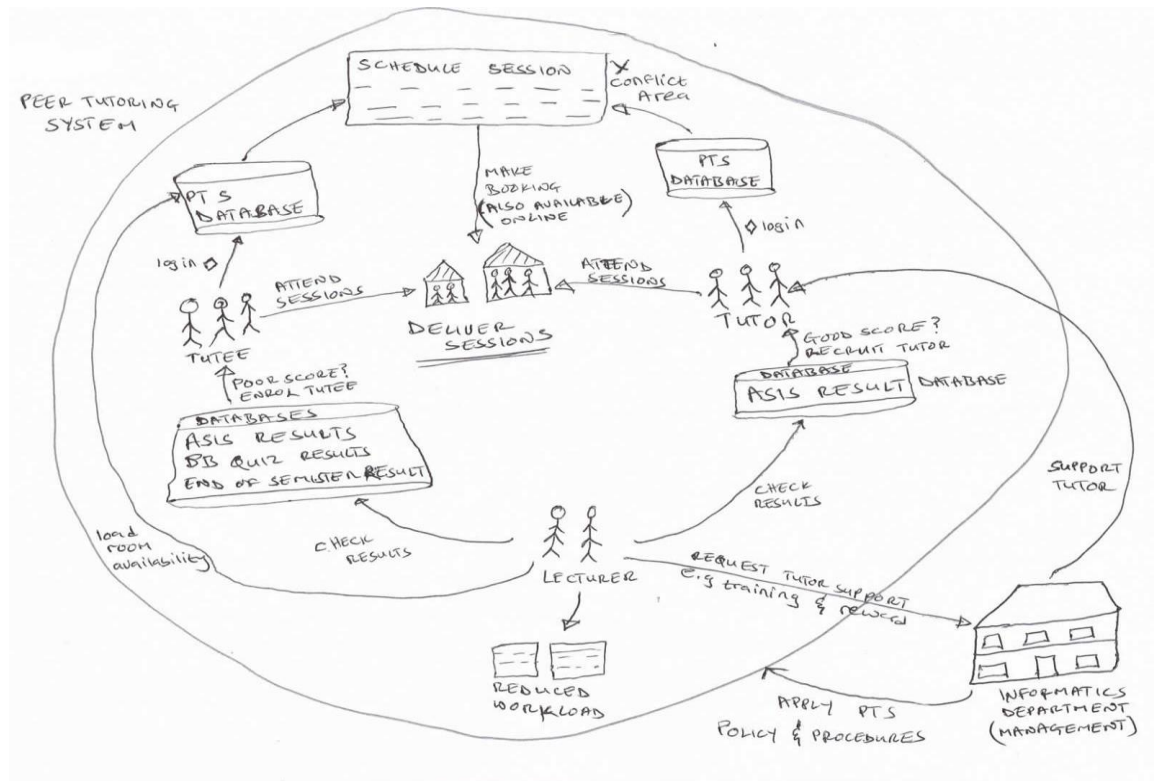 PEER TUTORING
SYSTEM
SCHEDULE SESSION
X
Conflict
Area
PTS
DATABASE
PTS
DATABASE
MAKE
BOOKING
(ALSO AVAILABLE)
ONLINE
login
login
ATTEND
SESSIONS
ATTEND
SESSIONS
TUTEE
DELIVER
SESSIONS
TUTOR
POOR SCORE?
ENROL TUTEE
GOOD SCORE?
RECRUIT TUTOR
DATABASES
ASIS RESULTS
BB QUIZ RESULTS
END OF SEMISTER RESULT
DATABASE
ASIS RESULT
DATABASE
CHECK
RESULTS
CHECK
RESULTS
SUPPORT
TUTOR
load
room
availability
LECTURER
REQUEST TUTOR SUPPORT
e.g training & reward
REDUCED
WORKLOAD
APPLY PTS
POLICY & PROCEDURES
INFORMATICS
DEPARTMENT
(MANAGEMENT)